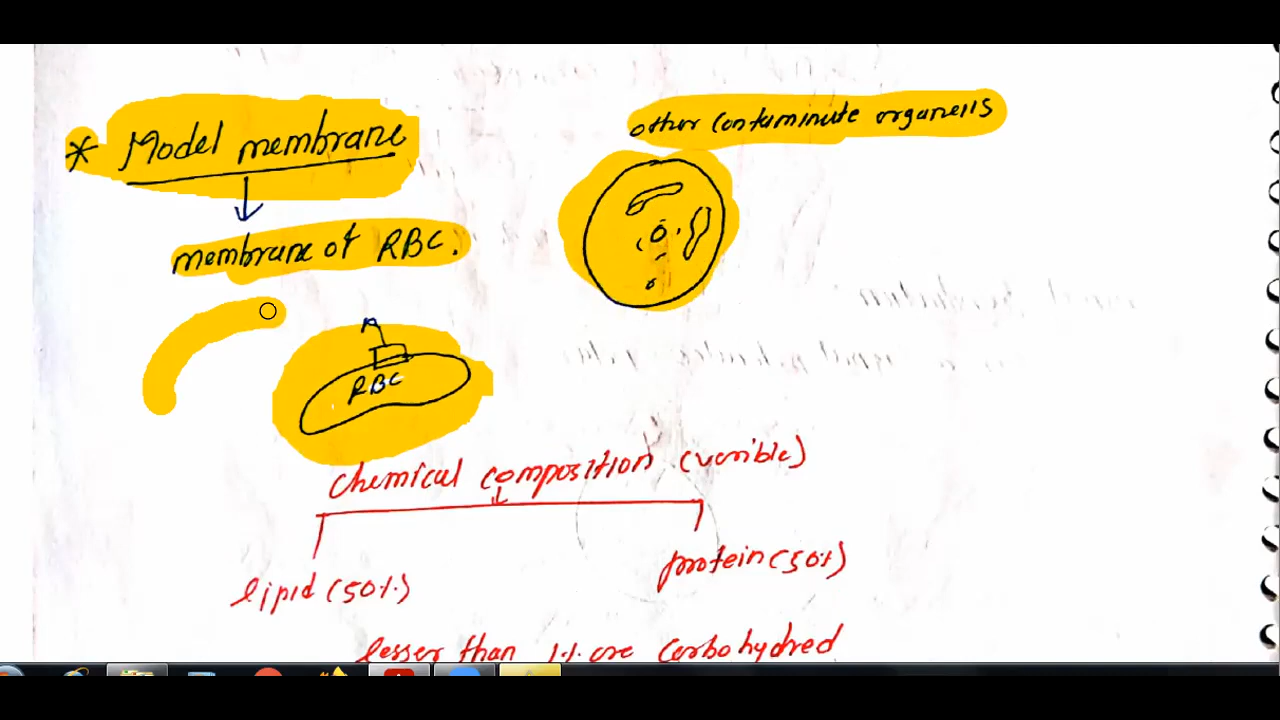 * Model membrane
other contaminate organells
membrane of RBC.
RBC
chemical composition (varible)
lipid (50%)
protein (50%)
lesser than 1% are carbohydred